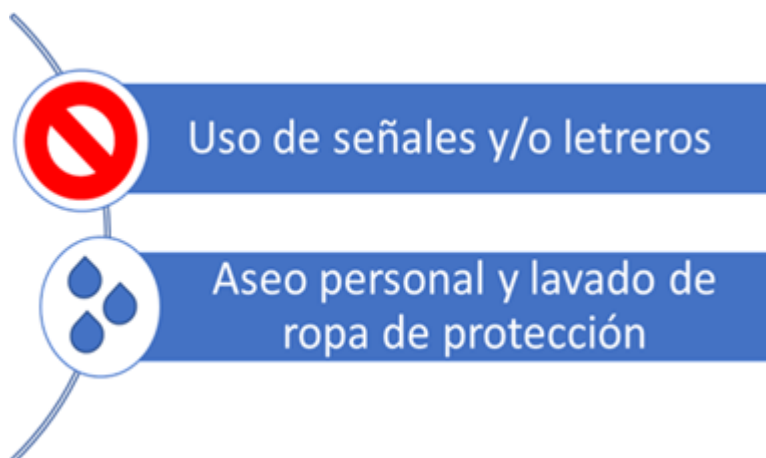 Uso de señales y/o letreros
Aseo personal y lavado de
ropa de protección